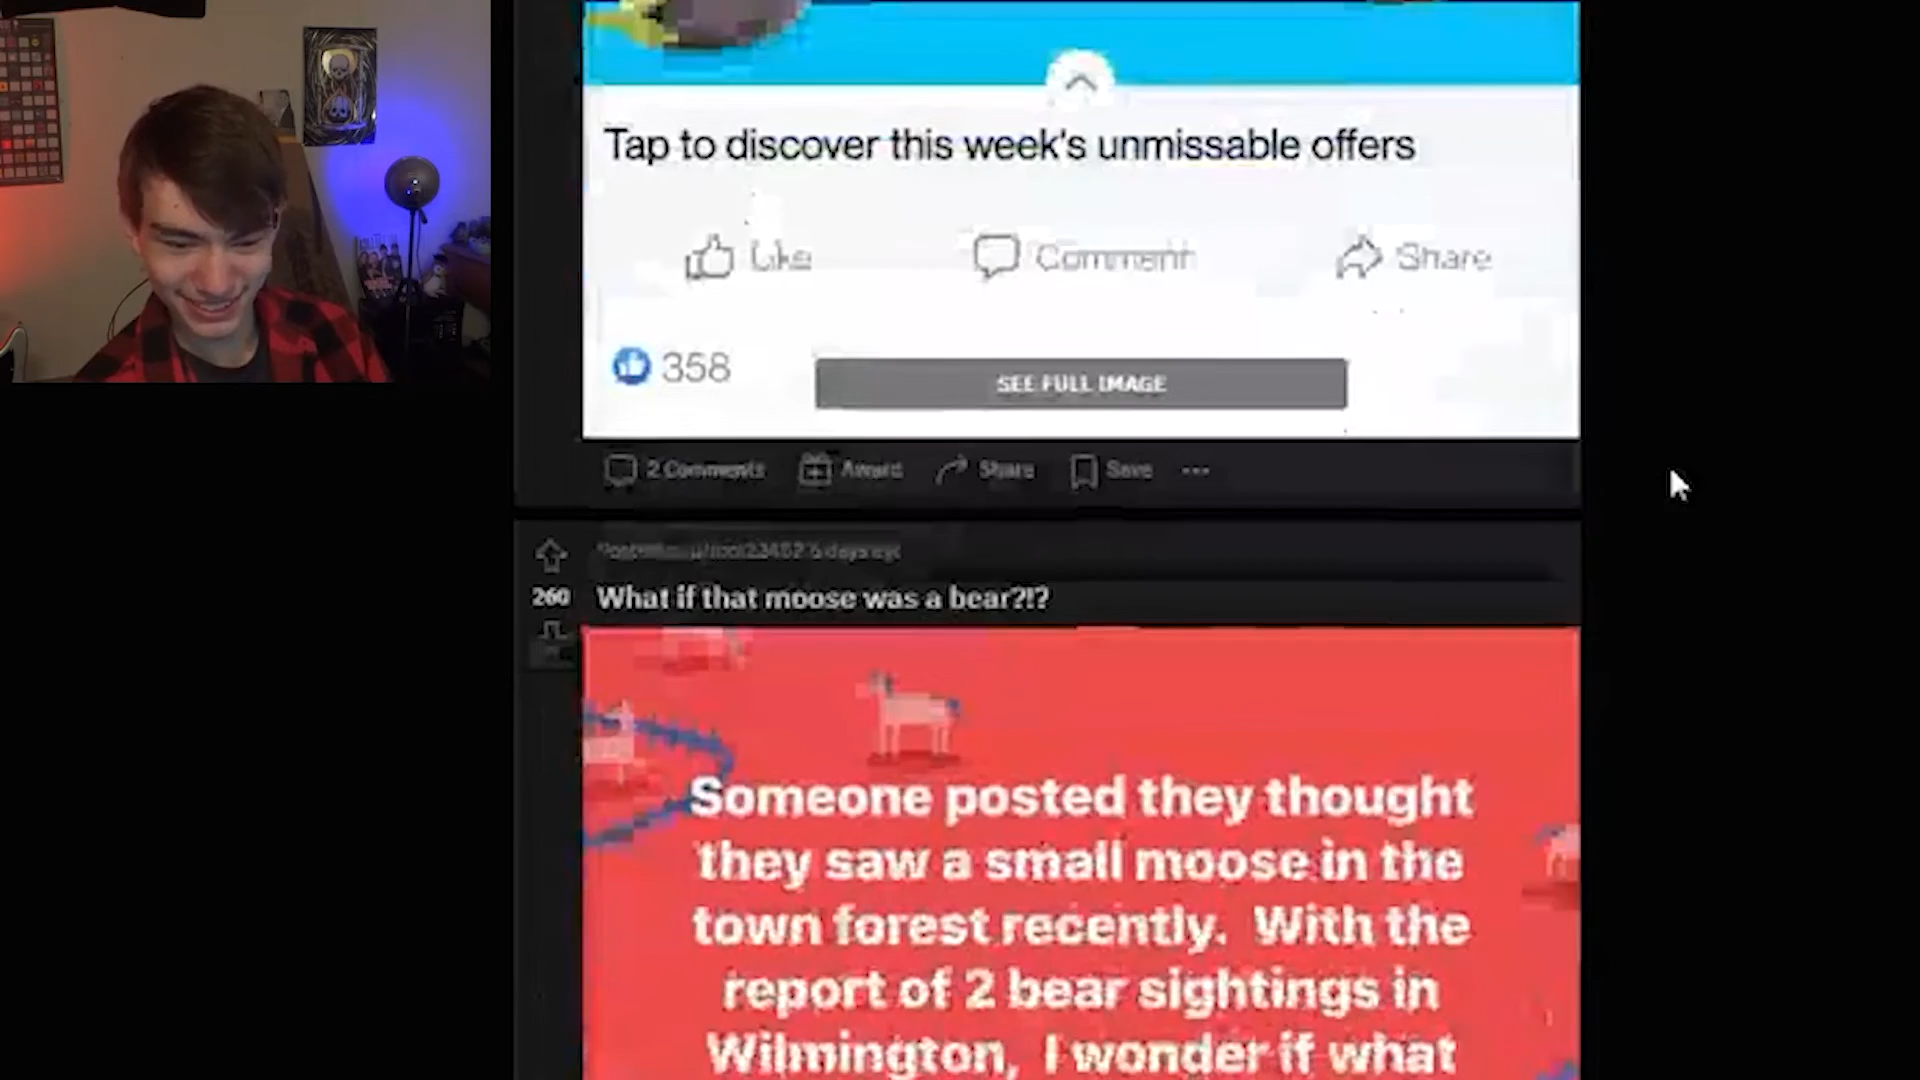 Tap to discover this week's unmissable offers
Like Comment Share
358
SEE FULL IMAGE
2 Comments Award Share Save
260 What if that moose was a bear?!?
Someone posted they thought
they saw a small moose in the
town forest recently. With the
report of 2 bear sightings in
Wilmington, I wonder if what